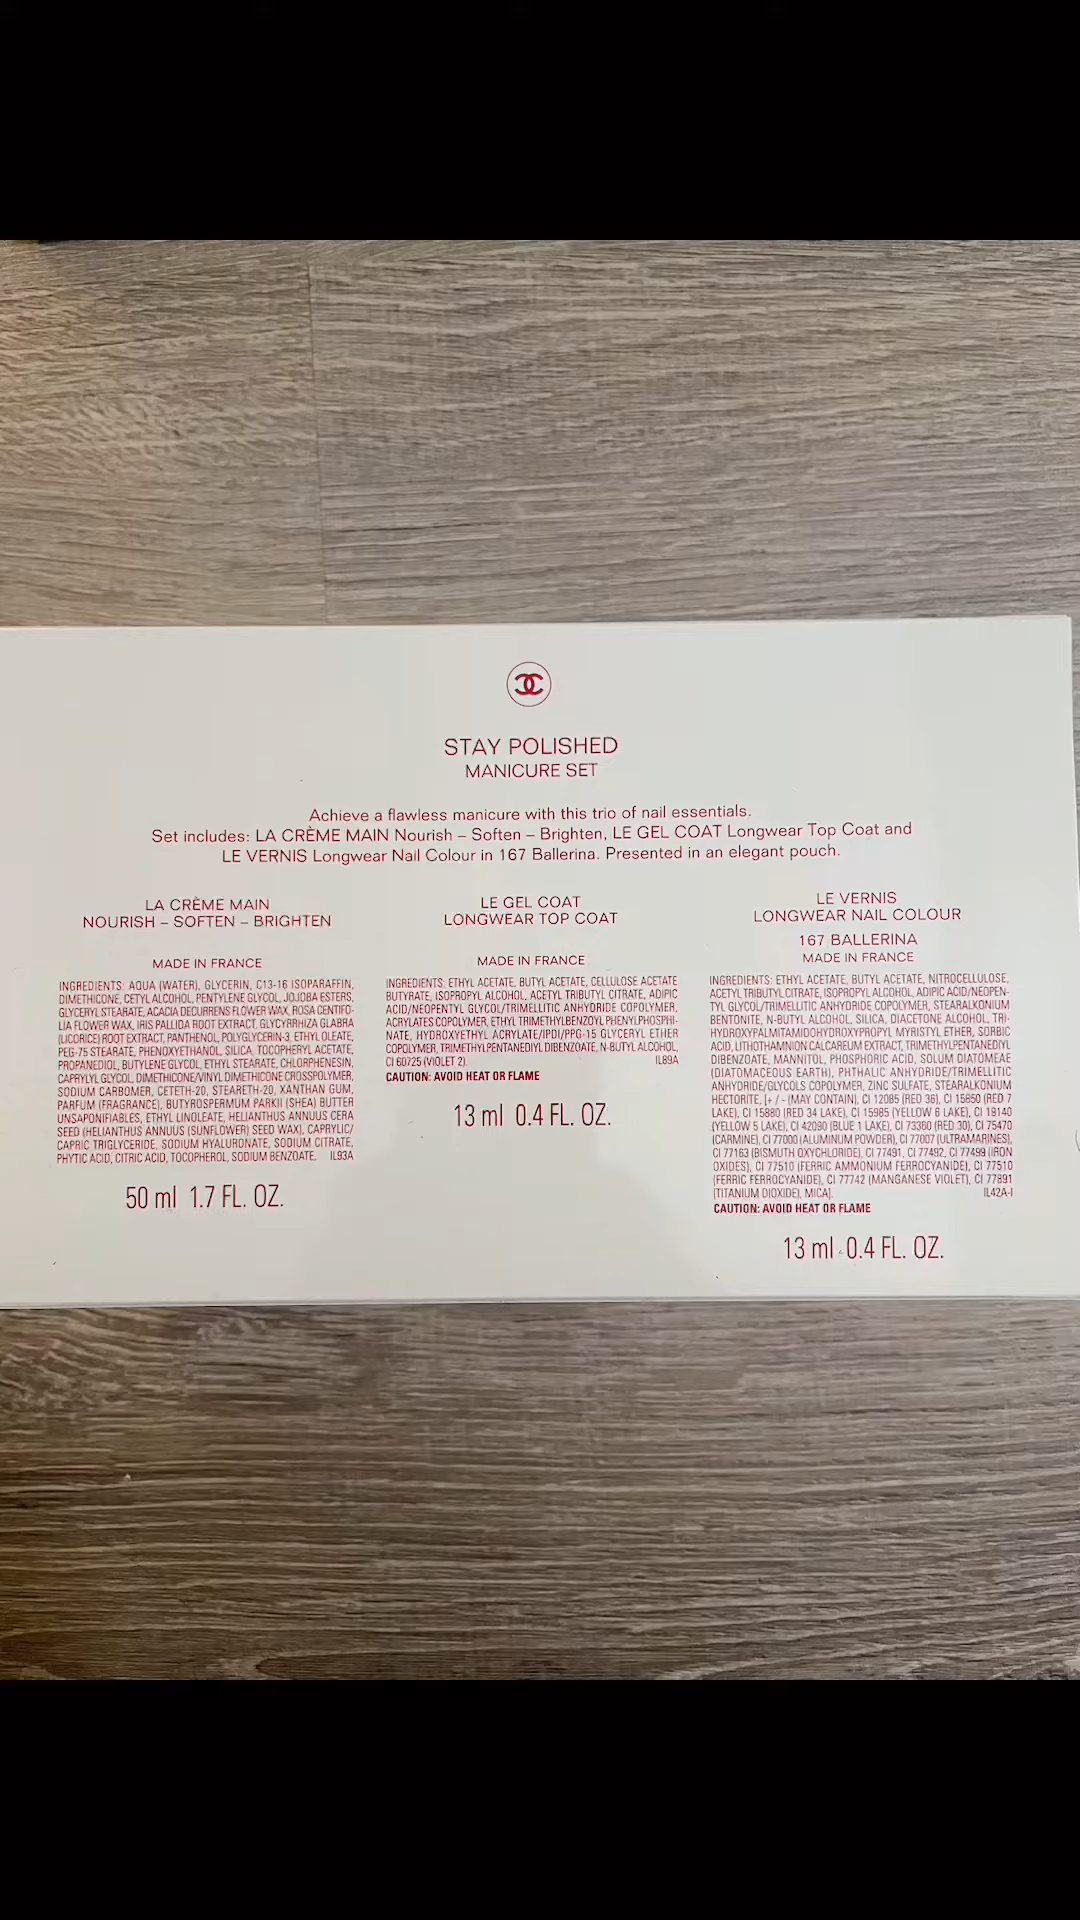 STAY POLISHED
MANICURE SET
Achieve a flawless manicure with this trio of nail essentials.
Set includes: LA CRÈME MAIN Nourish – Soften – Brighten, LE GEL COAT Longwear Top Coat and
LE VERNIS Longwear Nail Colour in 167 Ballerina. Presented in an elegant pouch.
LA CRÈME MAIN
NOURISH – SOFTEN – BRIGHTEN
MADE IN FRANCE
INGREDIENTS: AQUA (WATER), GLYCERIN, C13-16 ISOPARAFFIN,
DIMETHICONE, CETYL ALCOHOL, PENTYLENE GLYCOL, JOJOBA ESTERS,
GLYCERYL STEARATE, ACACIA DECURRENS FLOWER WAX, ROSA CENTIFO-
LIA FLOWER WAX, IRIS PALLIDA ROOT EXTRACT, GLYCYRRHIZA GLABRA
(LICORICE) ROOT EXTRACT, PANTHENOL, POLYGLYCERIN-3, ETHYL OLEATE,
PEG-75 STEARATE, PHENOXYETHANOL, SILICA, TOCOPHERYL ACETATE,
PROPANEDIOL, BUTYLENE GLYCOL, ETHYL STEARATE, CHLORPHENESIN,
CAPRYLYL GLYCOL, DIMETHICONE/VINYL DIMETHICONE CROSSPOLYMER,
SODIUM CARBOMER, CETETH-20, STEARETH-20, XANTHAN GUM,
PARFUM (FRAGRANCE), BUTYROSPERMUM PARKII (SHEA) BUTTER
UNSAPONIFIABLES, ETHYL LINOLEATE, HELIANTHUS ANNUUS CERA
SEED (HELIANTHUS ANNUUS (SUNFLOWER) SEED WAX), CAPRYLIC/
CAPRIC TRIGLYCERIDE, SODIUM HYALURONATE, SODIUM CITRATE,
PHYTIC ACID, CITRIC ACID, TOCOPHEROL, SODIUM BENZOATE. IL93A
50 ml 1.7 FL. OZ.
LE GEL COAT
LONGWEAR TOP COAT
MADE IN FRANCE
INGREDIENTS: ETHYL ACETATE, BUTYL ACETATE, CELLULOSE ACETATE
BUTYRATE, ISOPROPYL ALCOHOL, ACETYL TRIBUTYL CITRATE, ADIPIC
ACID/NEOPENTYL GLYCOL/TRIMELLITIC ANHYDRIDE COPOLYMER,
ACRYLATES COPOLYMER, ETHYL TRIMETHYLBENZOYL PHENYLPHOSPHI-
NATE, HYDROXYETHYL ACRYLATE/IPDI/PPG-15 GLYCERYL ETHER
COPOLYMER, TRIMETHYLPENTANEDIYL DIBENZOATE, N-BUTYL ALCOHOL,
CI 60725 (VIOLET 2). IL89A
CAUTION: AVOID HEAT OR FLAME
13 ml 0.4 FL. OZ.
LE VERNIS
LONGWEAR NAIL COLOUR
167 BALLERINA
MADE IN FRANCE
INGREDIENTS: ETHYL ACETATE, BUTYL ACETATE, NITROCELLULOSE,
ACETYL TRIBUTYL CITRATE, ISOPROPYL ALCOHOL, ADIPIC ACID/NEOPEN-
TYL GLYCOL/TRIMELLITIC ANHYDRIDE COPOLYMER, STEARALKONIUM
BENTONITE, N-BUTYL ALCOHOL, SILICA, DIACETONE ALCOHOL, TRI-
HYDROXYPALMITAMIDOHYDROXYPROPYL MYRISTYL ETHER, SORBIC
ACID, LITHOTHAMNION CALCAREUM EXTRACT, TRIMETHYLPENTANEDIYL
DIBENZOATE, MANNITOL, PHOSPHORIC ACID, SOLUM DIATOMEAE
(DIATOMACEOUS EARTH), PHTHALIC ANHYDRIDE/TRIMELLITIC
ANHYDRIDE/GLYCOLS COPOLYMER, ZINC SULFATE, STEARALKONIUM
HECTORITE, [+ / - (MAY CONTAIN), CI 12085 (RED 36), CI 15850 (RED 7
LAKE), CI 15880 (RED 34 LAKE), CI 15985 (YELLOW 6 LAKE), CI 19140
(YELLOW 5 LAKE), CI 42090 (BLUE 1 LAKE), CI 73360 (RED 30), CI 75470
(CARMINE), CI 77000 (ALUMINUM POWDER), CI 77007 (ULTRAMARINES),
CI 77163 (BISMUTH OXYCHLORIDE), CI 77491, CI 77492, CI 77499 (IRON
OXIDES), CI 77510 (FERRIC AMMONIUM FERROCYANIDE), CI 77510
(FERRIC FERROCYANIDE), CI 77742 (MANGANESE VIOLET), CI 77891
(TITANIUM DIOXIDE), MICA]. IL42A-I
CAUTION: AVOID HEAT OR FLAME
13 ml 0.4 FL. OZ.